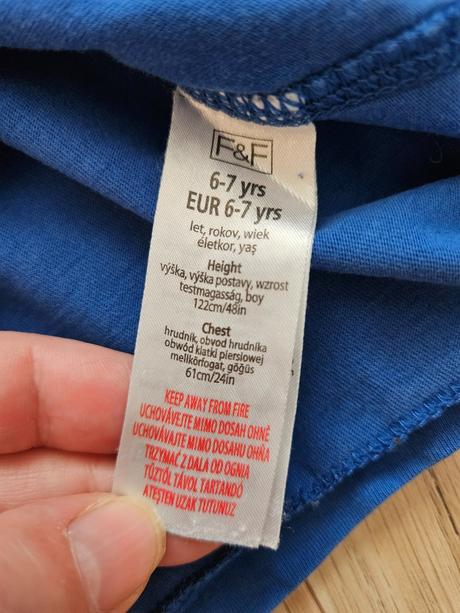 F&F
6-7 yrs
EUR 6-7 yrs
let, rokov, wiek
életkor, yaş
Height
výška, výška postavy, wzrost
testmagasság, boy
122cm/48in
Chest
hrudník, obvod hrudníka
obwód klatki piersiowej
mellkőrfogat, göğüs
61cm/24in
KEEP AWAY FROM FIRE
UCHOVÁVEJTE MIMO DOSAH OHNĚ
UCHOVÁVAJTE MIMO DOSAHU OHŇA
TRZYMAĆ Z DALA OD OGNIA
TŰZTŐL TÁVOL TARTANDÓ
ATEŞTEN UZAK TUTUNUZ